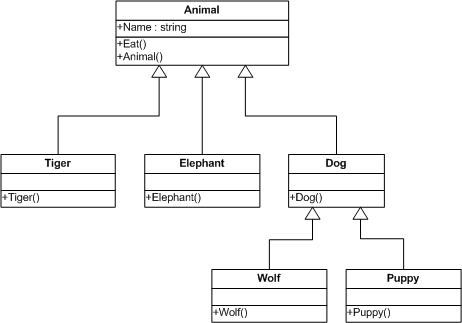 Animal
+Name : string
+Eat()
+Animal()
Tiger
+Tiger()
Elephant
+Elephant()
Dog
+Dog()
Wolf
+Wolf()
Puppy
+Puppy()